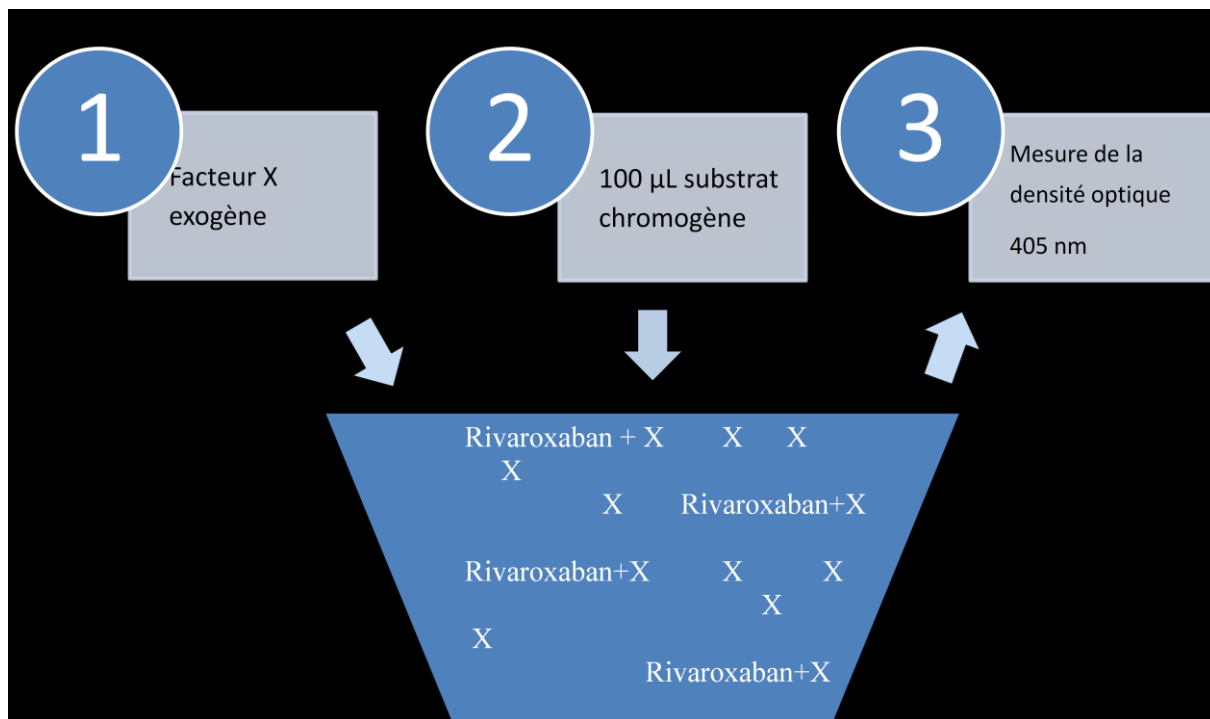 1
Facteur X
exogène
2
100 µL substrat
chromogène
3
Mesure de la
densité optique
405 nm
Rivaroxaban + X X X
X
X Rivaroxaban+X
Rivaroxaban+X X X
X
X
Rivaroxaban+X